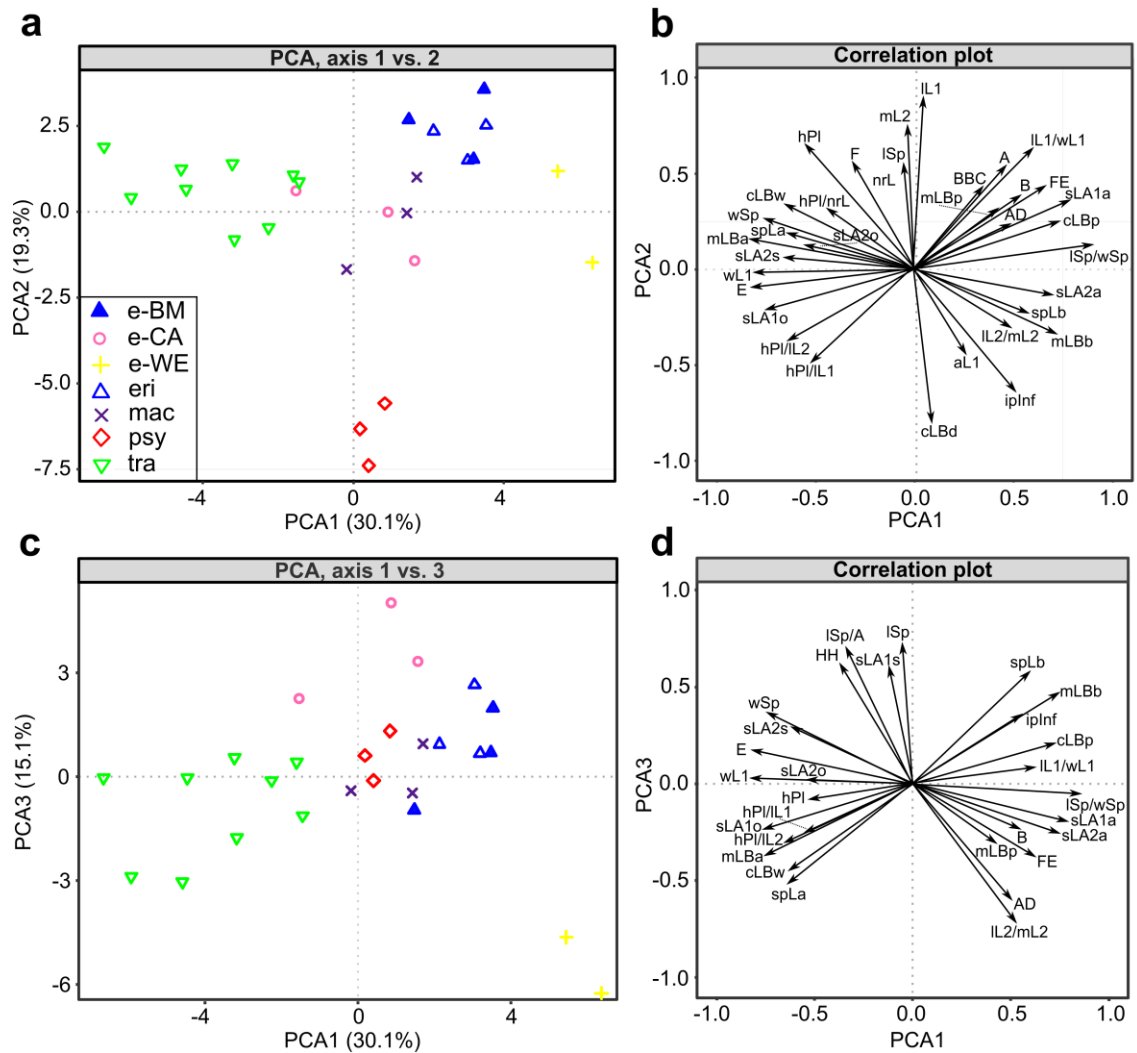 a
PCA, axis 1 vs. 2
2.5
0.0
-2.5
-5.0
-7.5
PCA2 (19.3%)
e-BM
e-CA
e-WE
eri
mac
psy
tra
-4
0
4
PCA1 (30.1%)
b
Correlation plot
1.0
0.5
0.0
-0.5
-1.0
PCA2
lL1
mL2
hPl
F
lSp
nrL
A
lL1/wL1
BBC
B
FE
mLBp
sLA1a
AD
cLBp
cLBw
hPl/nrL
wSp
spLa
sLA2o
mLBa
lSp/wSp
sLA2s
wL1
E
sLA2a
sLA1o
spLb
lL2/mL2
mLBb
hPl/lL2
hPl/lL1
aL1
ipInf
cLBd
-1.0
-0.5
0.0
0.5
1.0
PCA1
c
PCA, axis 1 vs. 3
3
0
-3
-6
PCA3 (15.1%)
-4
0
4
PCA1 (30.1%)
d
Correlation plot
1.0
0.5
0.0
-0.5
-1.0
PCA3
lSp/A
lSp
HH
sLA1s
spLb
mLBb
wSp
ipInf
sLA2s
cLBp
E
lL1/wL1
wL1
sLA2o
hPl
lSp/wSp
hPl/lL1
sLA1a
sLA1o
sLA2a
hPl/lL2
B
mLBp
mLBa
FE
cLBw
spLa
AD
lL2/mL2
-1.0
-0.5
0.0
0.5
1.0
PCA1